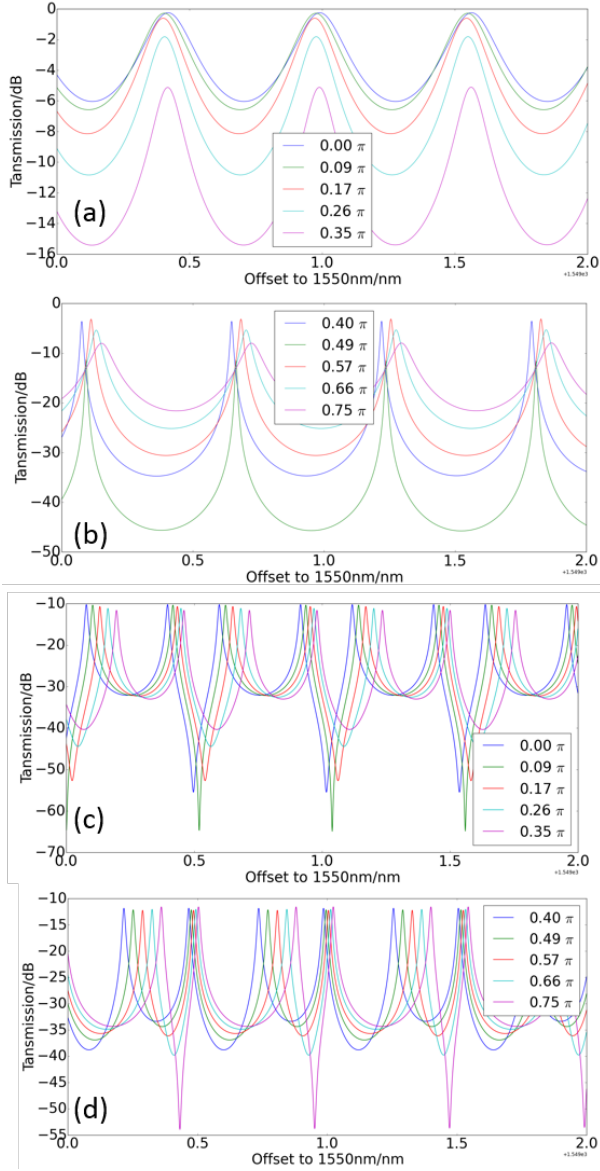 0
−2
−4
−6
−8
−10
−12
−14
−16
Tansmission/dB
(a)
0.00 π
0.09 π
0.17 π
0.26 π
0.35 π
0.0 0.5 1.0 1.5 2.0
Offset to 1550nm/nm
+1.549e3
0
−10
−20
−30
−40
−50
Tansmission/dB
(b)
0.40 π
0.49 π
0.57 π
0.66 π
0.75 π
0.0 0.5 1.0 1.5 2.0
Offset to 1550nm/nm
+1.549e3
−10
−20
−30
−40
−50
−60
−70
Tansmission/dB
(c)
0.00 π
0.09 π
0.17 π
0.26 π
0.35 π
0.0 0.5 1.0 1.5 2.0
Offset to 1550nm/nm
+1.549e3
−10
−15
−20
−25
−30
−35
−40
−45
−50
−55
Tansmission/dB
(d)
0.40 π
0.49 π
0.57 π
0.66 π
0.75 π
0.0 0.5 1.0 1.5 2.0
Offset to 1550nm/nm
+1.549e3